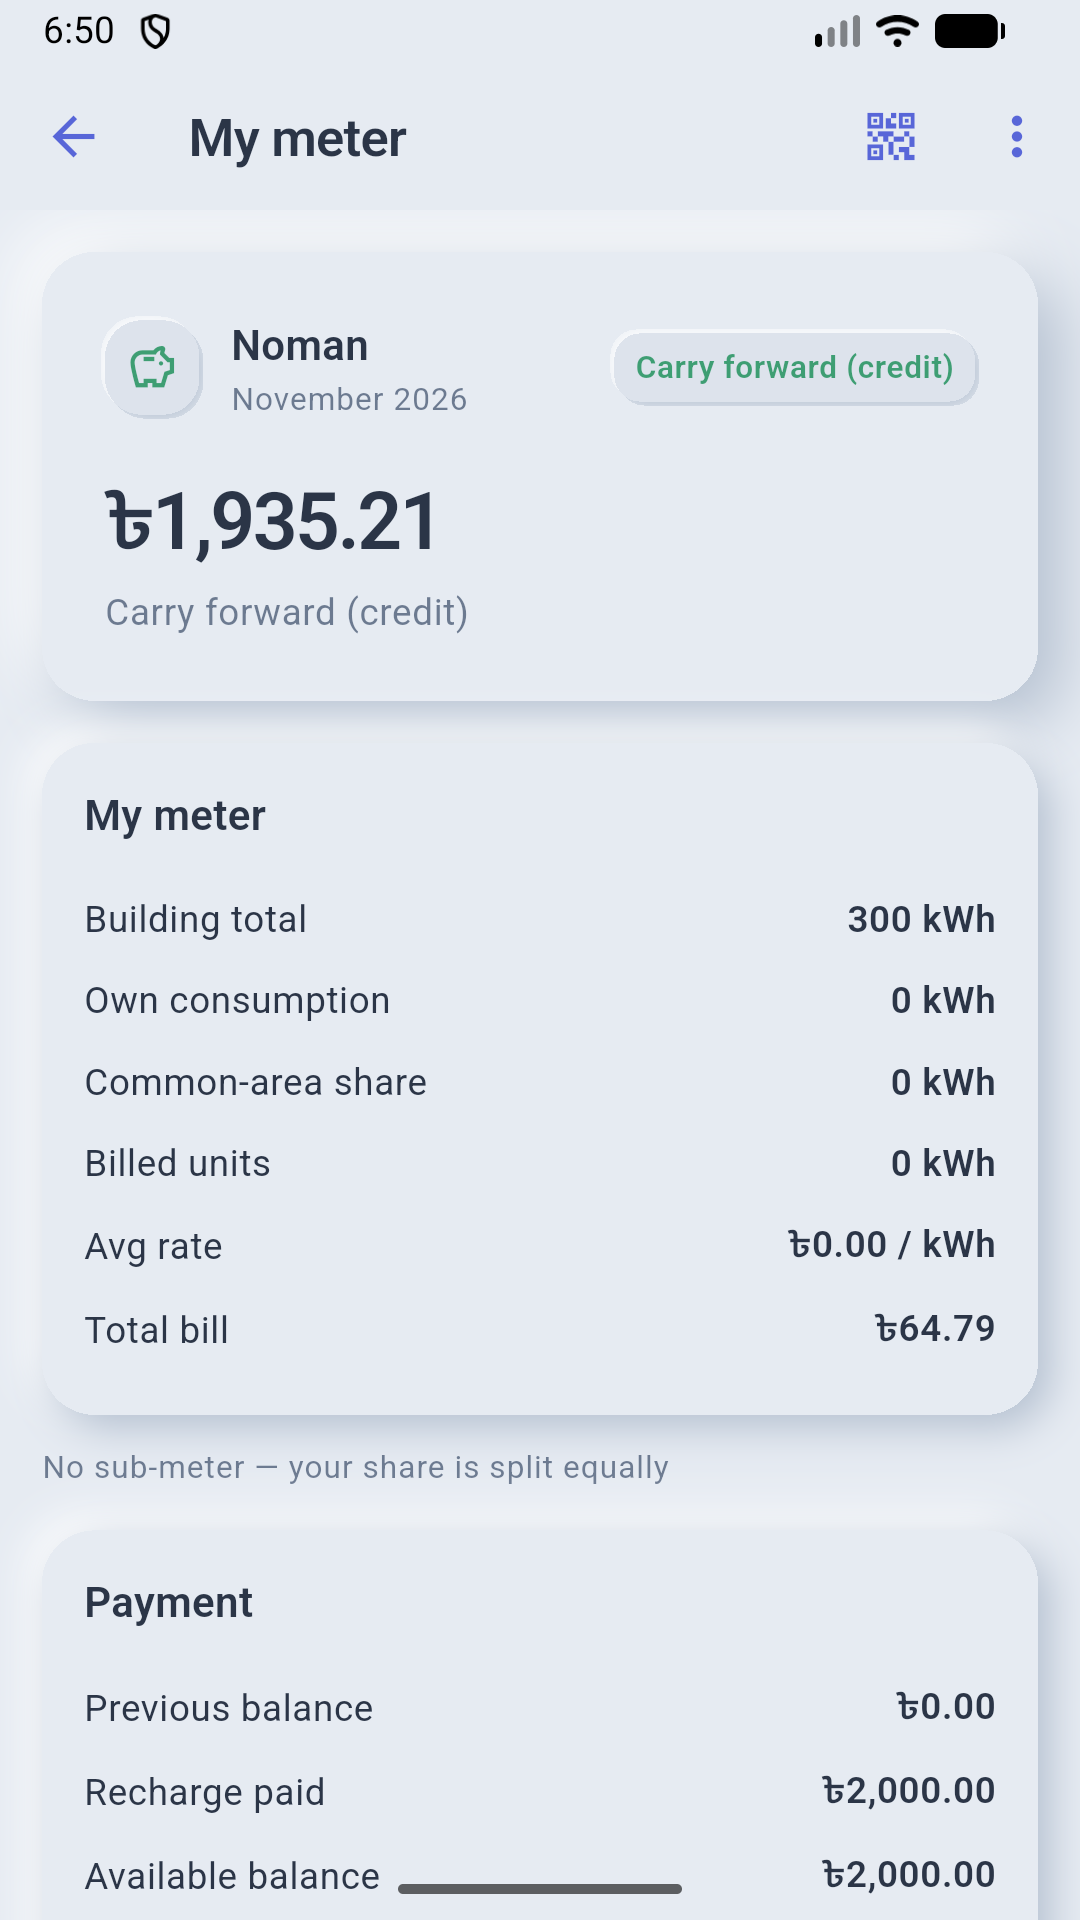 6:50
My meter
Noman
November 2026
Carry forward (credit)
৳1,935.21
Carry forward (credit)
My meter
Building total 300 kWh
Own consumption 0 kWh
Common-area share 0 kWh
Billed units 0 kWh
Avg rate ৳0.00 / kWh
Total bill ৳64.79
No sub-meter — your share is split equally
Payment
Previous balance ৳0.00
Recharge paid ৳2,000.00
Available balance ৳2,000.00